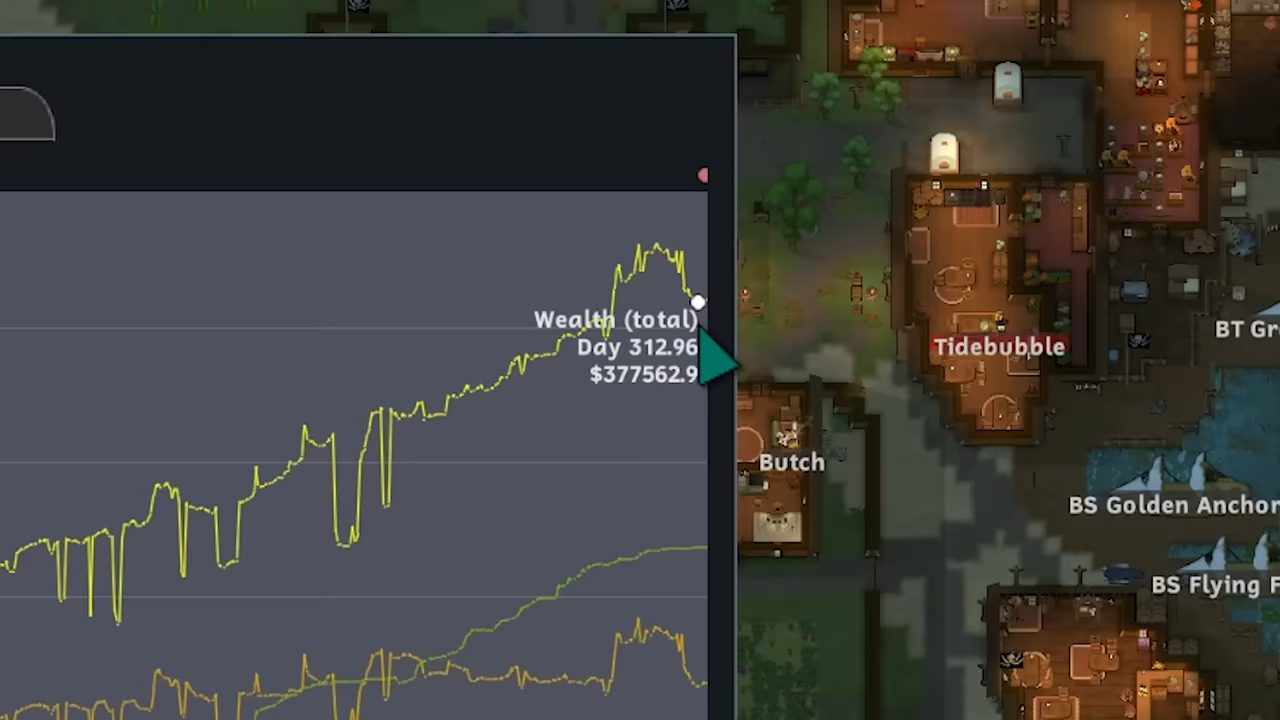 Wealth (total)
Day 312.96
$377562.9
Tidebubble
BT Gr
Butch
BS Golden Anchor
BS Flying F